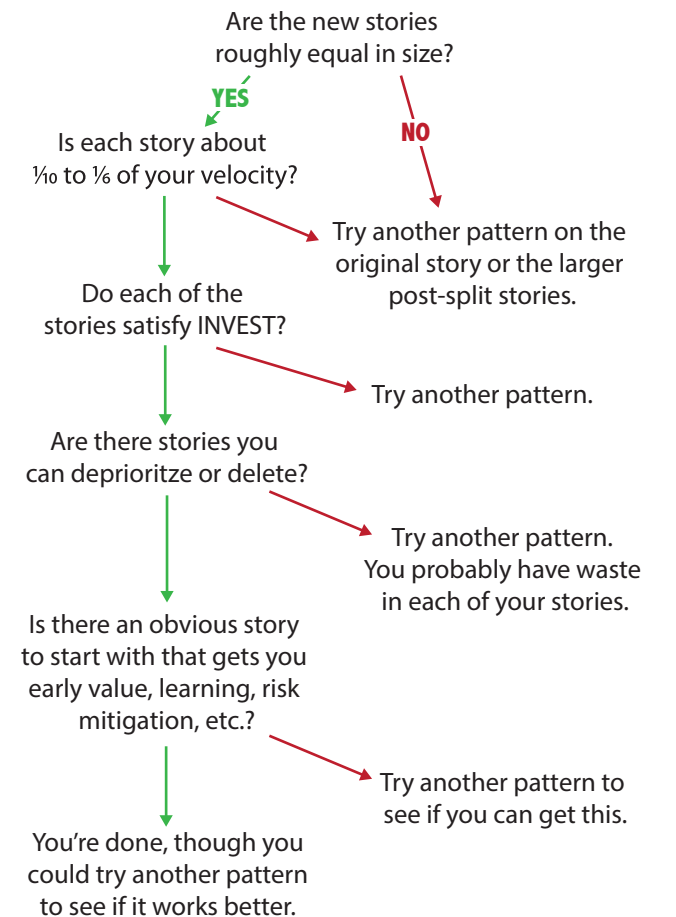 Are the new stories
roughly equal in size?
YES
NO
Is each story about
⅒ to ⅙ of your velocity?
Try another pattern on the
original story or the larger
post-split stories.
Do each of the
stories satisfy INVEST?
Try another pattern.
Are there stories you
can deprioritze or delete?
Try another pattern.
You probably have waste
in each of your stories.
Is there an obvious story
to start with that gets you
early value, learning, risk
mitigation, etc.?
Try another pattern to
see if you can get this.
You’re done, though you
could try another pattern
to see if it works better.